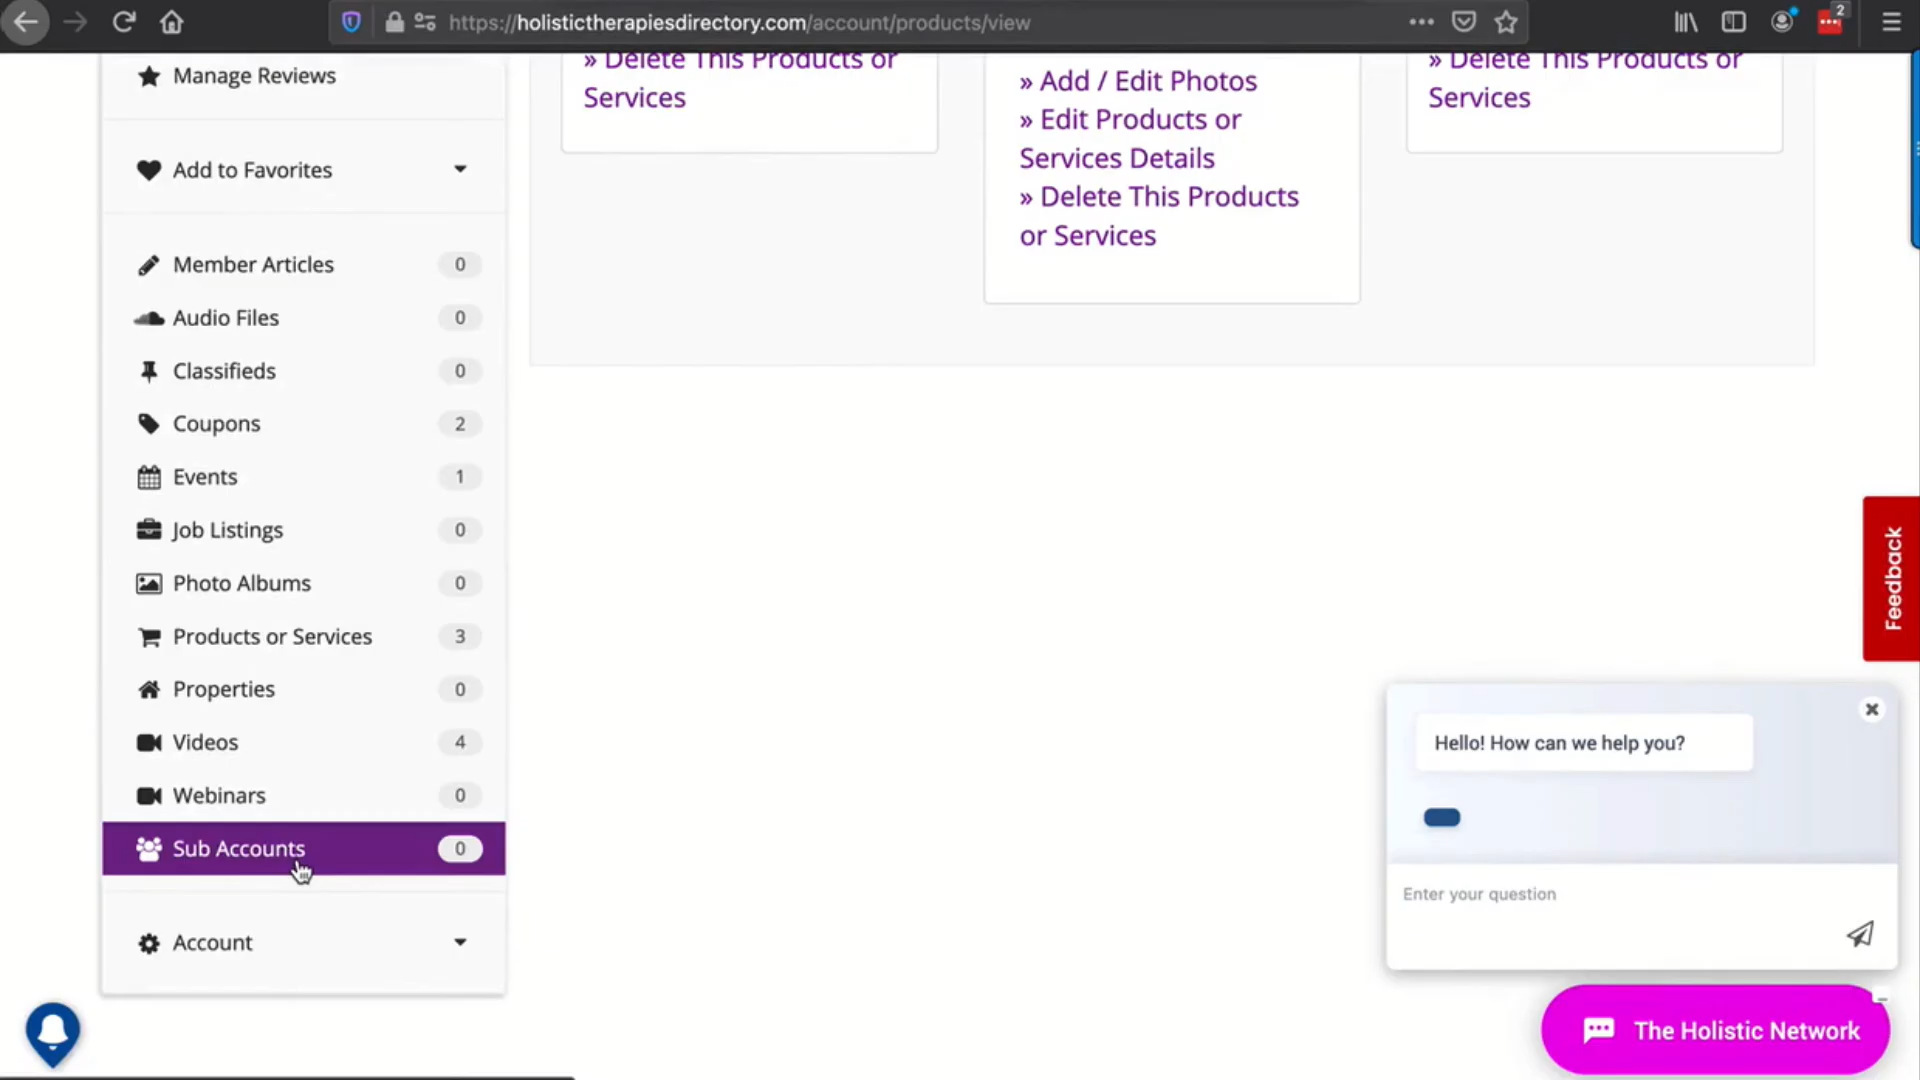 https://holistictherapiesdirectory.com/account/products/view
2
Manage Reviews
Add to Favorites
Member Articles 0
Audio Files 0
Classifieds 0
Coupons 2
Events 1
Job Listings 0
Photo Albums 0
Products or Services 3
Properties 0
Videos 4
Webinars 0
Sub Accounts 0
Account
» Delete This Products or
Services
» Add / Edit Photos
» Edit Products or
Services Details
» Delete This Products
or Services
» Delete This Products or
Services
Feedback
Hello! How can we help you?
Enter your question
The Holistic Network